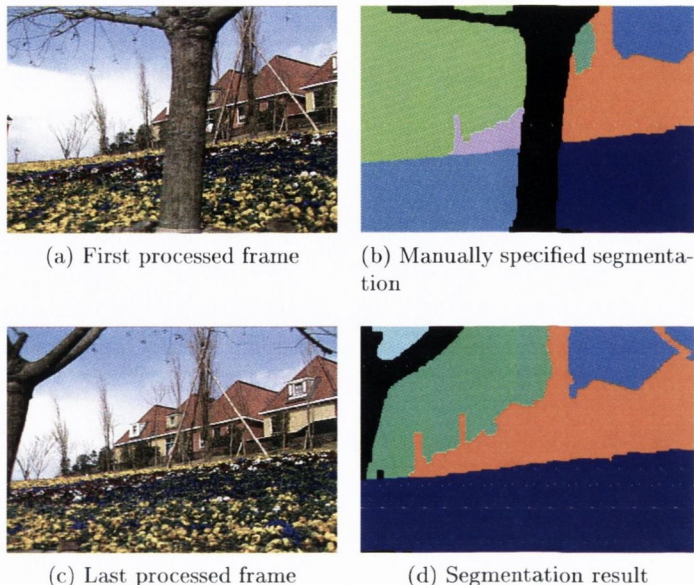 (a) First processed frame
(b) Manually specified segmenta-
tion
(c) Last processed frame
(d) Segmentation result